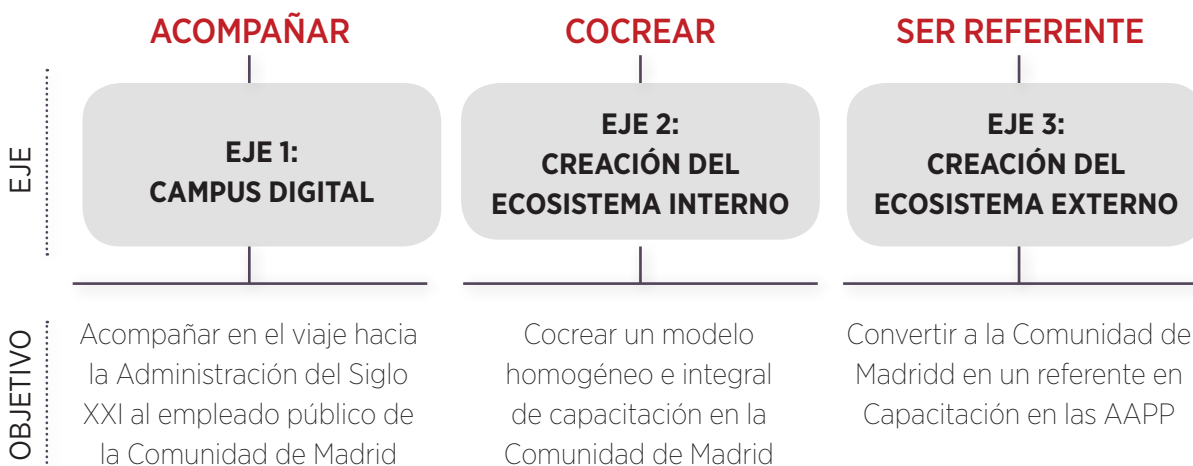 ACOMPAÑAR
COCREAR
SER REFERENTE
EJE
EJE 1:
CAMPUS DIGITAL
EJE 2:
CREACIÓN DEL
ECOSISTEMA INTERNO
EJE 3:
CREACIÓN DEL
ECOSISTEMA EXTERNO
OBJETIVO
Acompañar en el viaje hacia
la Administración del Siglo
XXI al empleado público de
la Comunidad de Madrid
Cocrear un modelo
homogéneo e integral
de capacitación en la
Comunidad de Madrid
Convertir a la Comunidad de
Madridd en un referente en
Capacitación en las AAPP